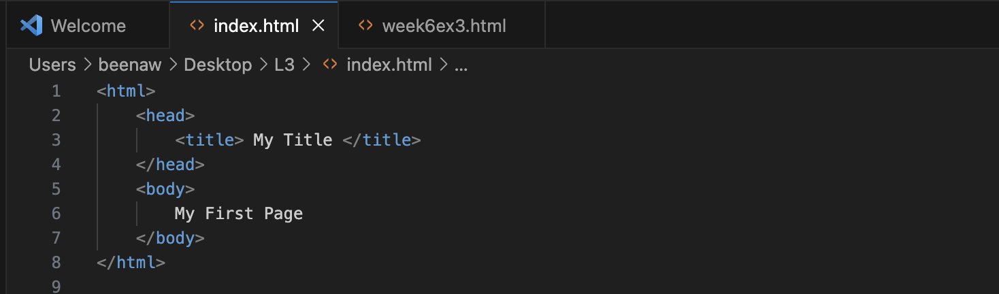 Welcome index.html week6ex3.html
Users > beenaw > Desktop > L3 > index.html > ...
1 <html>
2 <head>
3 <title> My Title </title>
4 </head>
5 <body>
6 My First Page
7 </body>
8 </html>
9